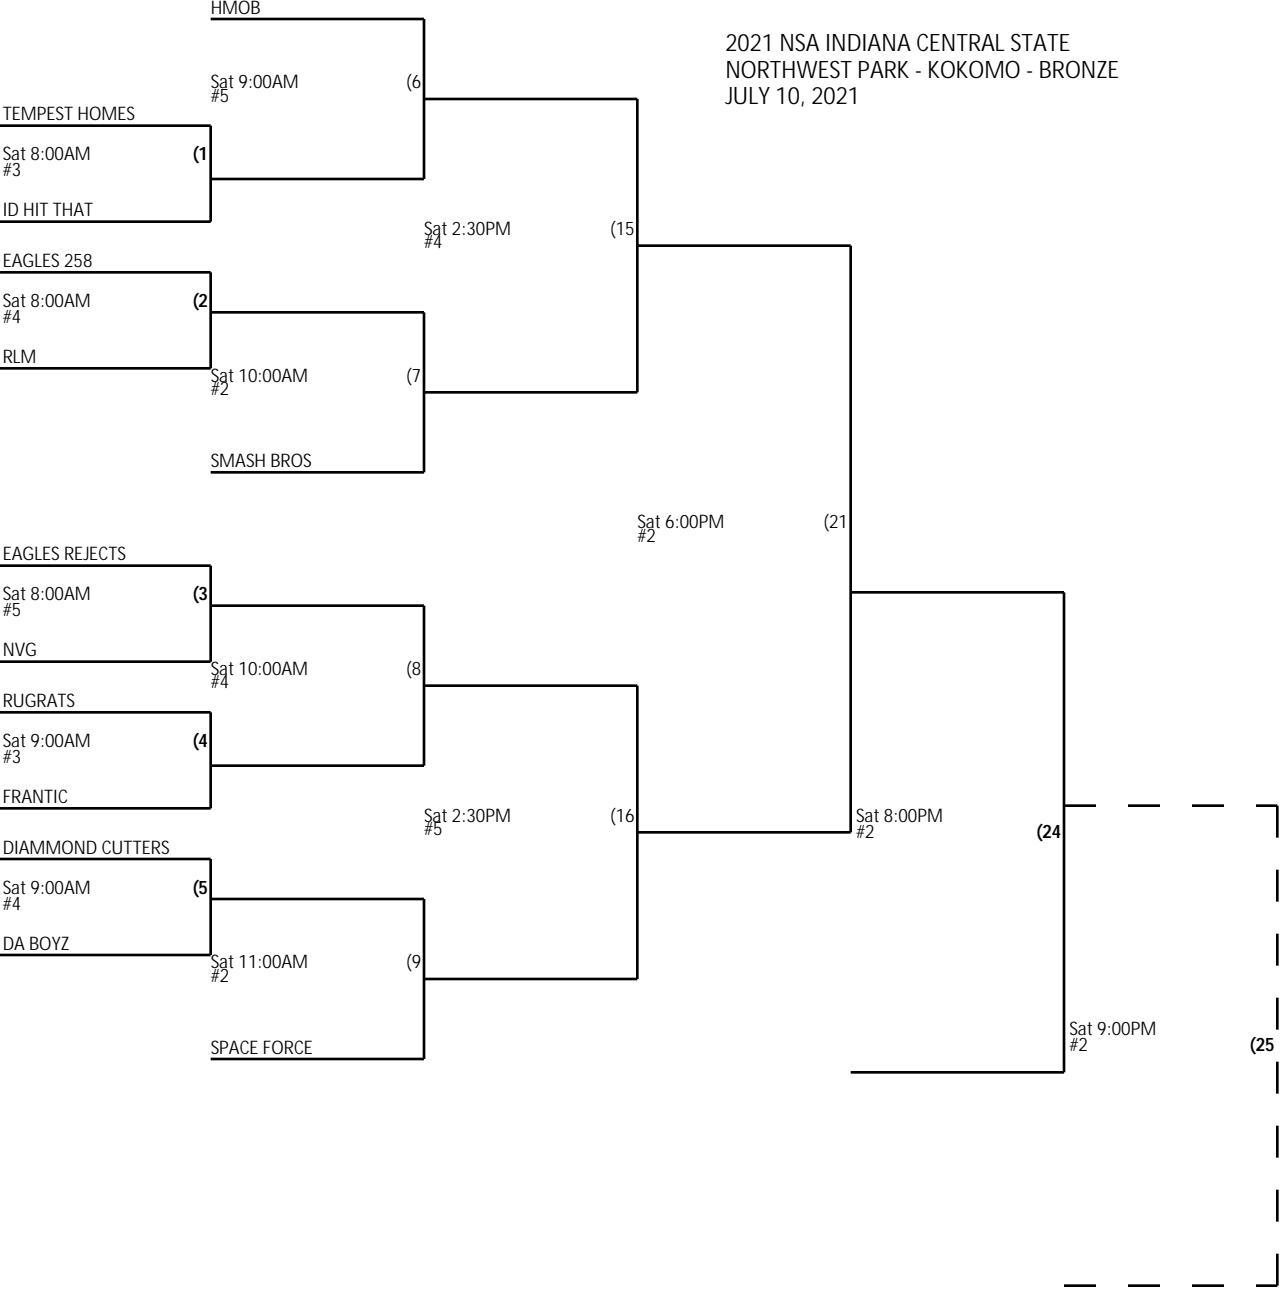 HMOB
2021 NSA INDIANA CENTRAL STATE
NORTHWEST PARK - KOKOMO - BRONZE
JULY 10, 2021
Sat 9:00AM (6
#5
TEMPEST HOMES
Sat 8:00AM (1
#3
ID HIT THAT
Sat 2:30PM (15
#4
EAGLES 258
Sat 8:00AM (2
#4
RLM
Sat 10:00AM (7
#2
SMASH BROS
Sat 6:00PM (21
#2
EAGLES REJECTS
Sat 8:00AM (3
#5
NVG
Sat 10:00AM (8
#4
RUGRATS
Sat 9:00AM (4
#3
FRANTIC
Sat 2:30PM (16
#5
Sat 8:00PM (24
#2
DIAMMOND CUTTERS
Sat 9:00AM (5
#4
DA BOYZ
Sat 11:00AM (9
#2
SPACE FORCE
Sat 9:00PM (25
#2